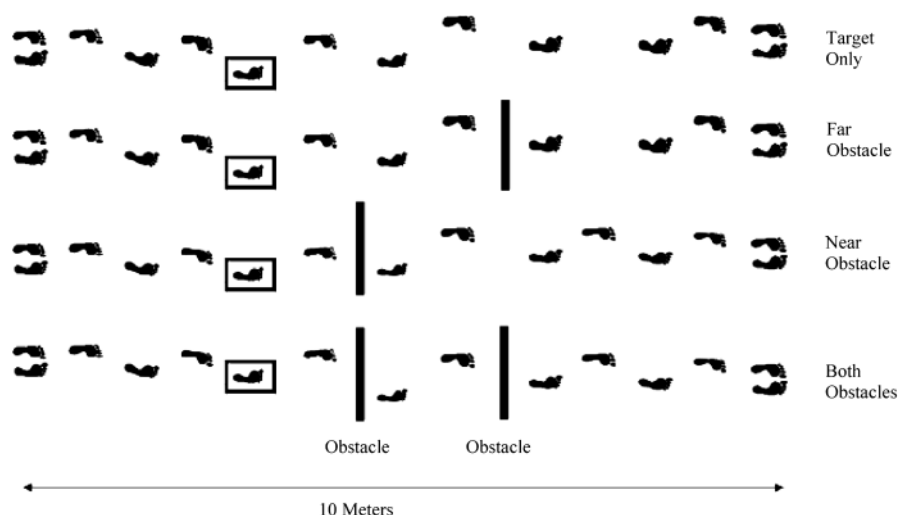 Target
Only
Far
Obstacle
Near
Obstacle
Both
Obstacles
Obstacle Obstacle
10 Meters